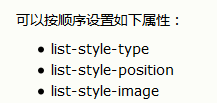 可以按顺序设置如下属性：
• list-style-type
• list-style-position
• list-style-image